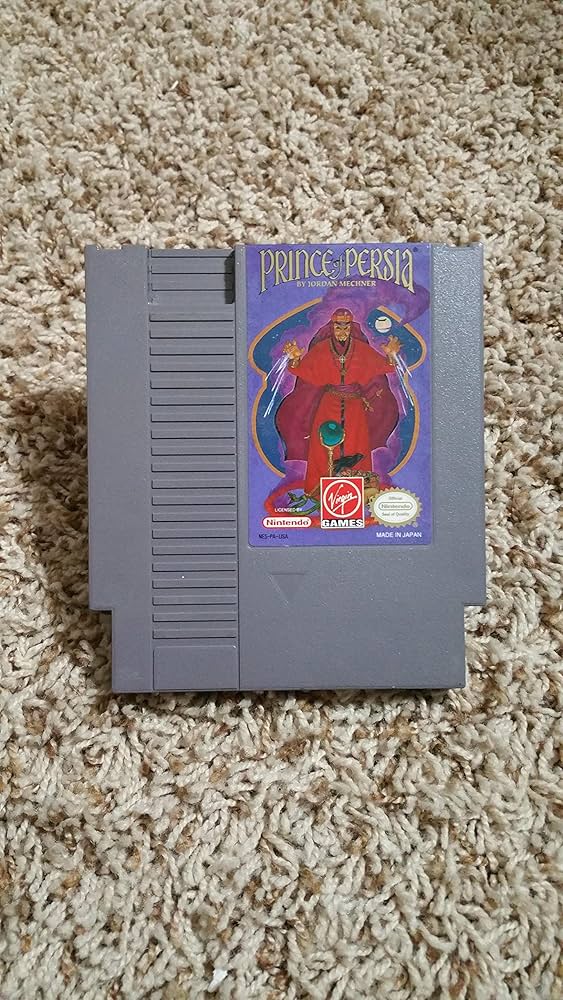 PRINCE of PERSIA
BY JORDAN MECHNER
LICENSED BY
Nintendo
Virgin
GAMES
Official
Nintendo
Seal of Quality
NES-PA-USA
MADE IN JAPAN